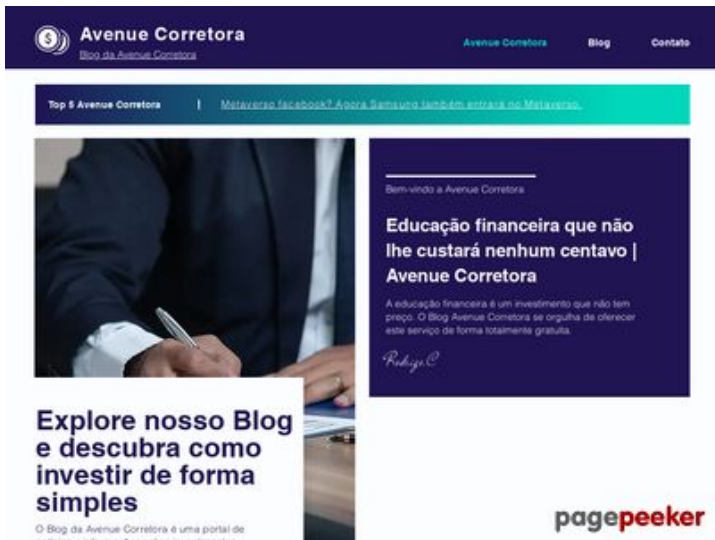 Avenue Corretora
Blog da Avenue Corretora
Avenue Corretora
Blog
Contato
Top 5 Avenue Corretora | Metaverso facebook? Agora Samsung também entrará no Metaverso.
Bem-vindo a Avenue Corretora
Educação financeira que não
lhe custará nenhum centavo |
Avenue Corretora
A educação financeira é um investimento que não tem
preço. O Blog Avenue Corretora se orgulha de oferecer
este serviço de forma totalmente gratuita.
Rodrigo.C
Explore nosso Blog
e descubra como
investir de forma
simples
O Blog da Avenue Corretora é uma portal de
pagepeeker